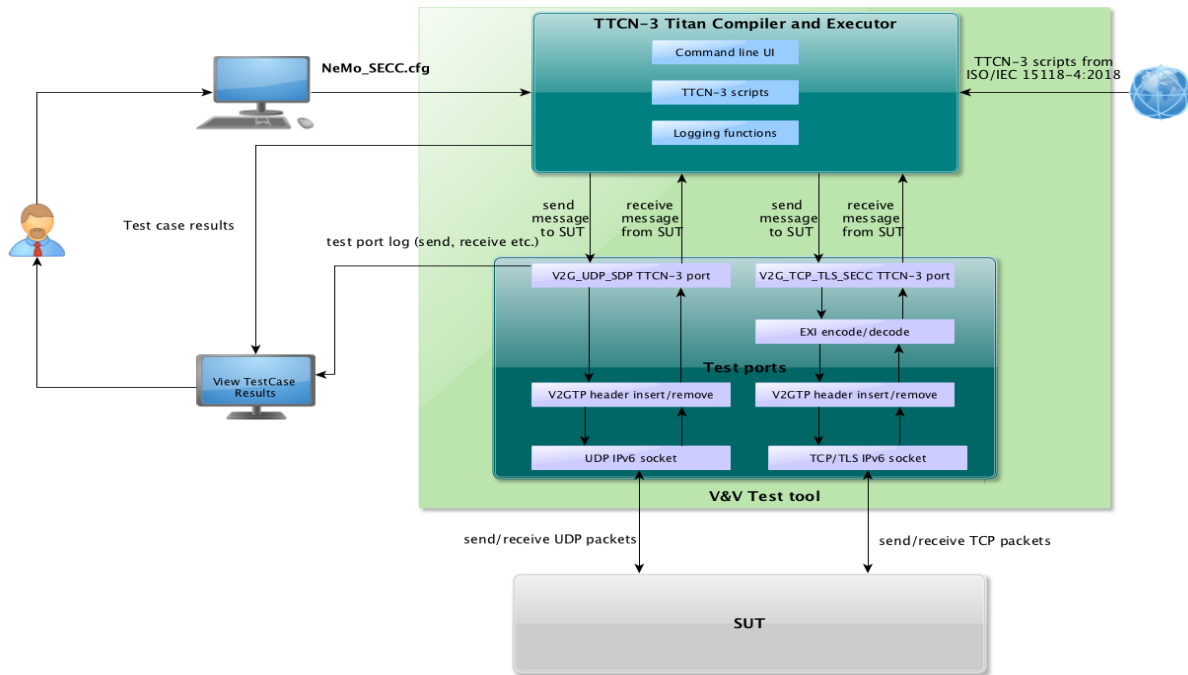 TTCN-3 Titan Compiler and Executor
Command line UI
TTCN-3 scripts
Logging functions
NeMo_SECC.cfg
TTCN-3 scripts from
ISO/IEC 15118-4:2018
Test case results
send
message
to SUT
receive
message
from SUT
send
message
to SUT
receive
message
from SUT
test port log (send, receive etc.)
V2G_UDP_SDP TTCN-3 port
V2G_TCP_TLS_SECC TTCN-3 port
EXI encode/decode
Test ports
View TestCase
Results
V2GTP header insert/remove
V2GTP header insert/remove
UDP IPv6 socket
TCP/TLS IPv6 socket
V&V Test tool
send/receive UDP packets
send/receive TCP packets
SUT